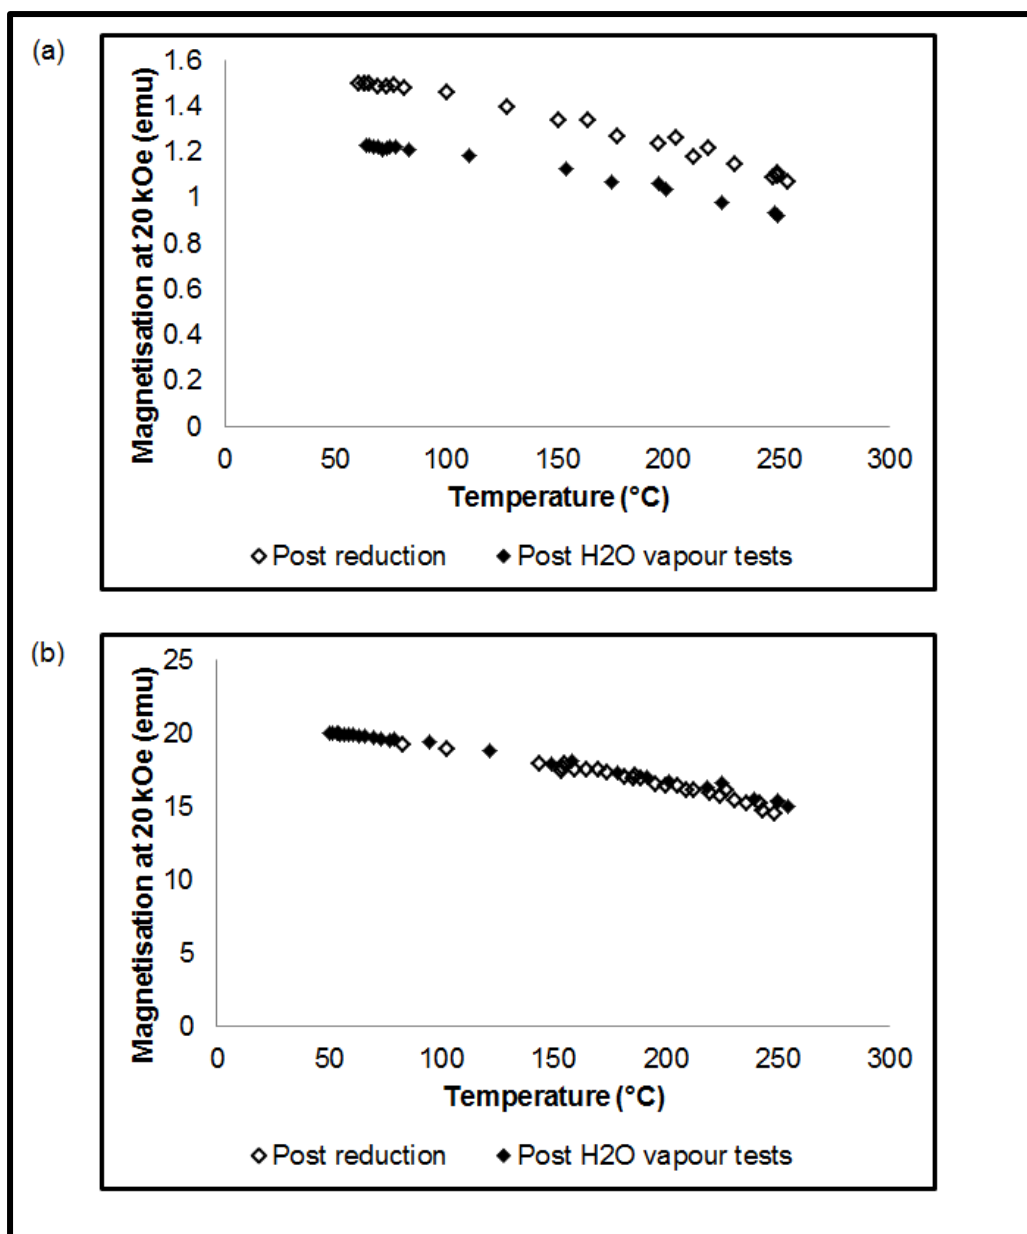 (a)
Magnetisation at 20 kOe (emu)
1.6
1.4
1.2
1
0.8
0.6
0.4
0.2
0
0 50 100 150 200 250 300
Temperature (°C)
Post reduction Post H2O vapour tests
(b)
Magnetisation at 20 kOe (emu)
25
20
15
10
5
0
0 50 100 150 200 250 300
Temperature (°C)
Post reduction Post H2O vapour tests